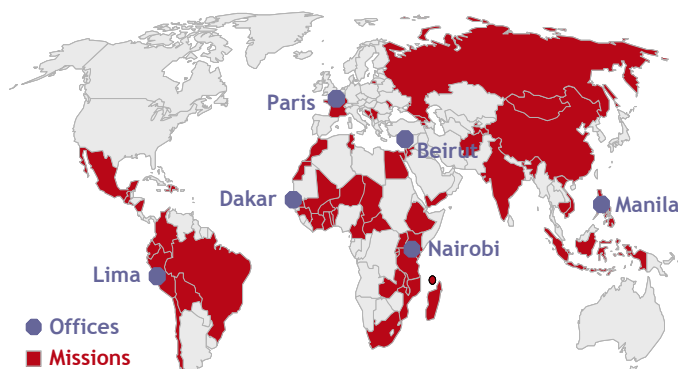 Paris
Beirut
Dakar
Manila
Nairobi
Lima
Offices
Missions